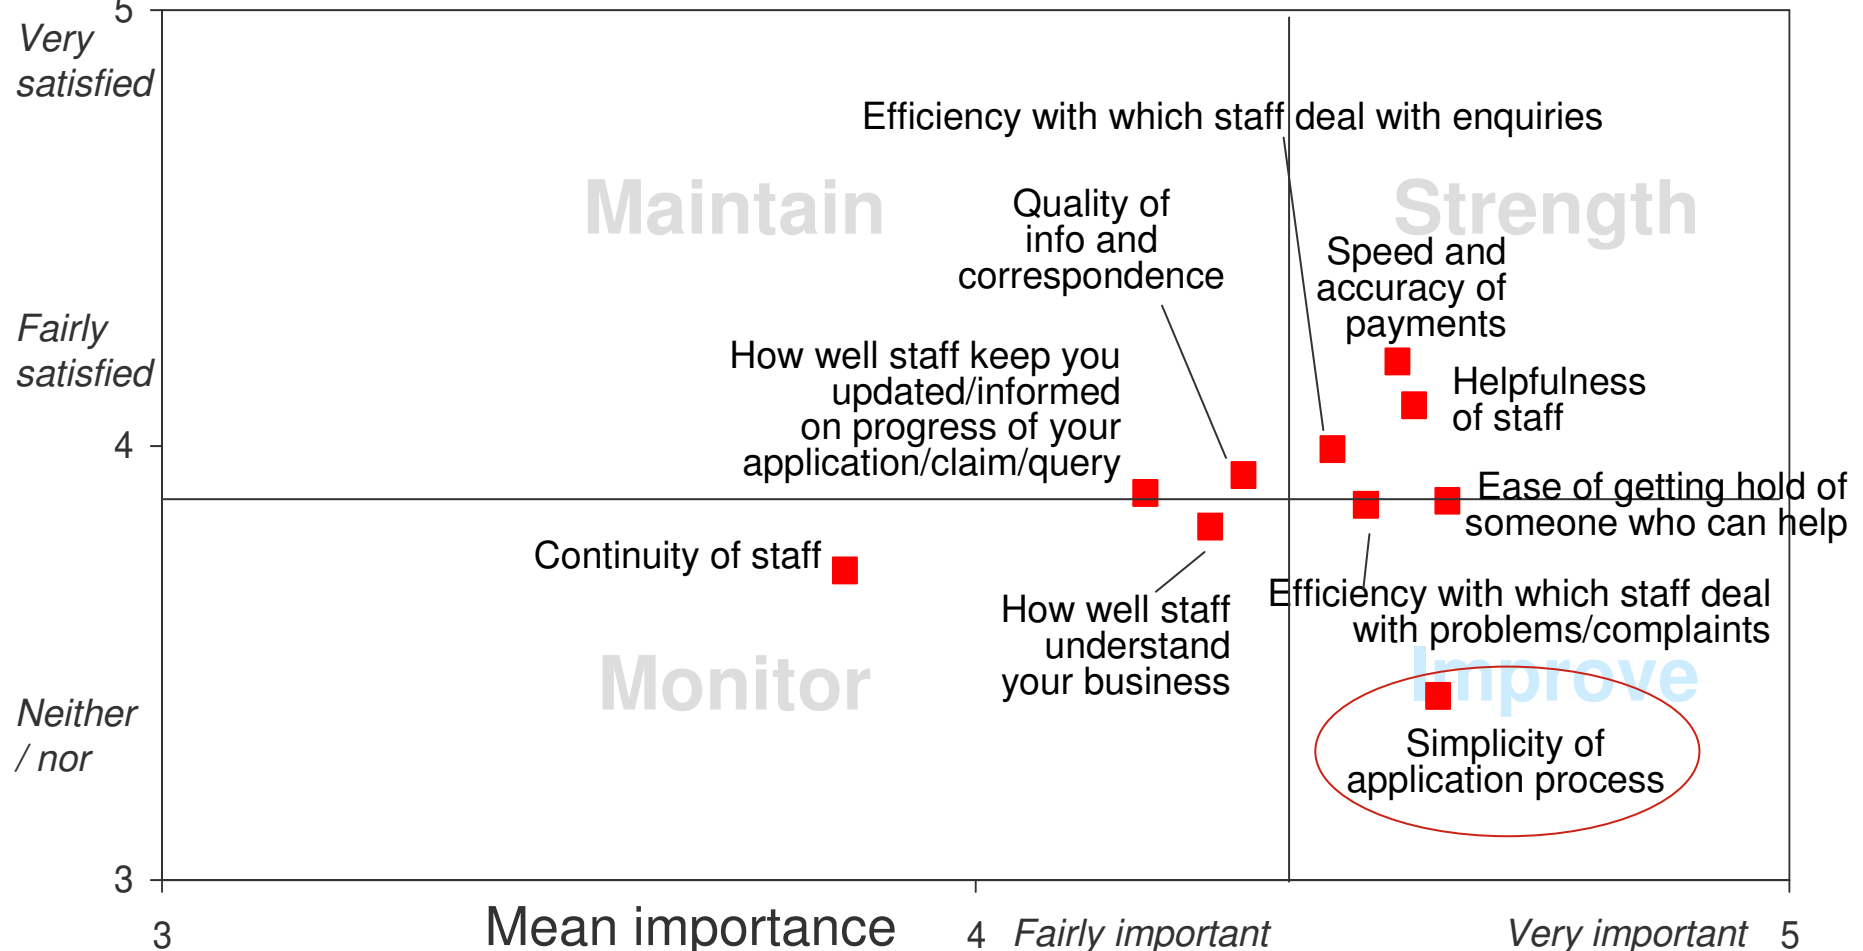 5
Very
satisfied
Efficiency with which staff deal with enquiries
Maintain
Strength
Quality of
info and
correspondence
Speed and
accuracy of
payments
Fairly
satisfied
How well staff keep you
updated/informed
on progress of your
application/claim/query
Helpfulness
of staff
4
Ease of getting hold of
someone who can help
Continuity of staff
How well staff
understand
your business
Efficiency with which staff deal
with problems/complaints
Monitor
Improve
Neither
/ nor
Simplicity of
application process
3
3
Mean importance
4
Fairly important
Very important
5